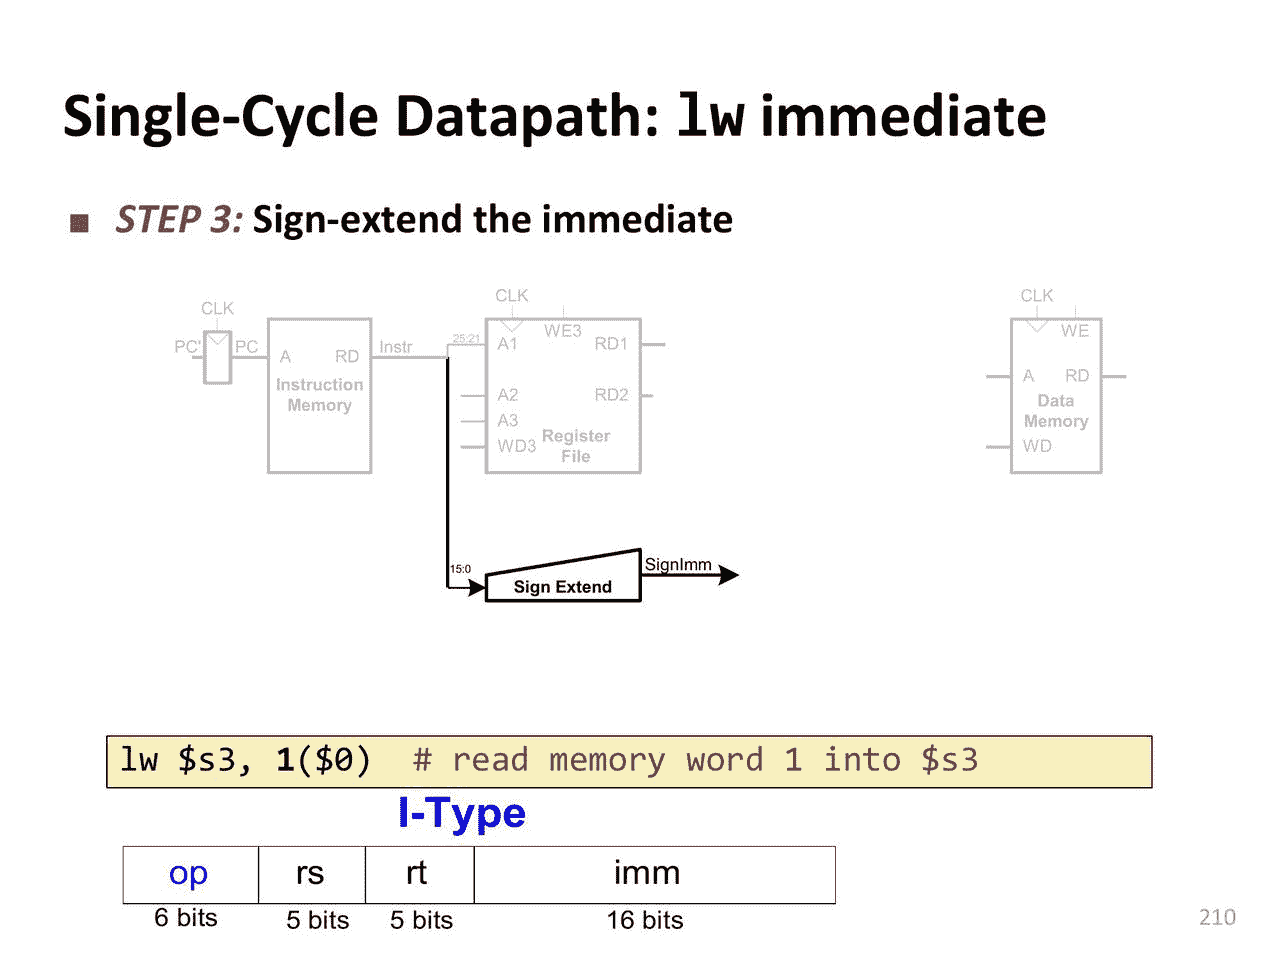 Single-Cycle Datapath: lw immediate
■ STEP 3: Sign-extend the immediate
CLK
CLK
CLK
PC'
PC
A
RD
Instruction
Memory
Instr
25:21
A1
WE3
RD1
A2
RD2
A3
WD3
Register
File
WE
A
RD
Data
Memory
WD
15:0
Sign Extend
SignImm
lw $s3, 1($0)  # read memory word 1 into $s3
I-Type
op rs rt imm
6 bits 5 bits 5 bits 16 bits
210